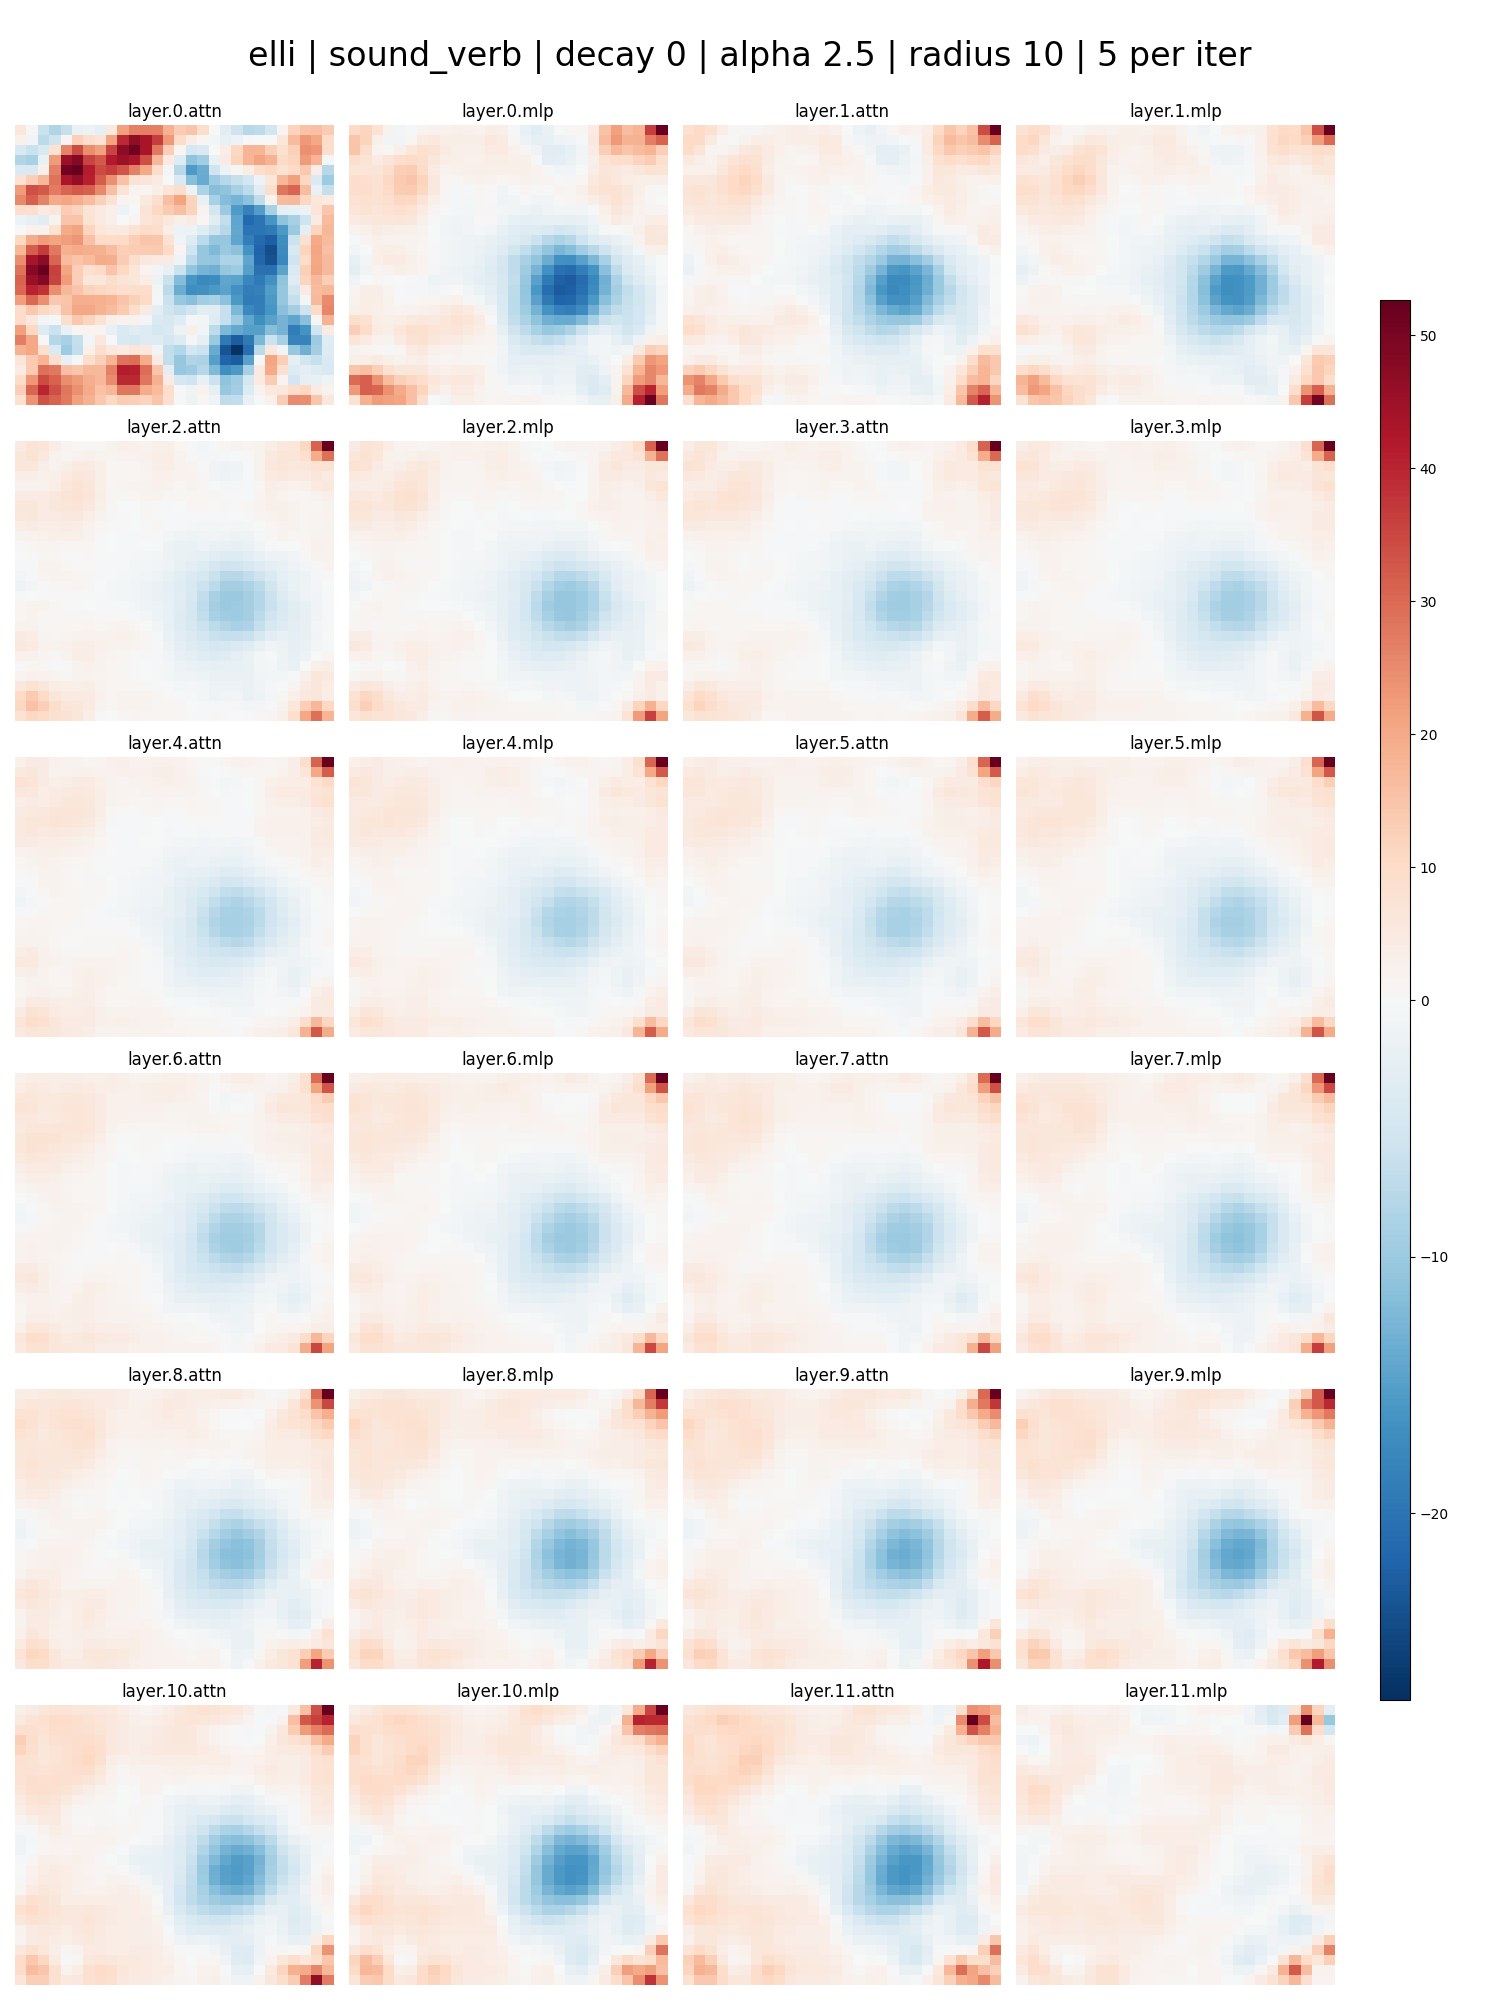 elli | sound_verb | decay 0 | alpha 2.5 | radius 10 | 5 per iter
layer.0.attn
layer.0.mlp
layer.1.attn
layer.1.mlp
layer.2.attn
layer.2.mlp
layer.3.attn
layer.3.mlp
layer.4.attn
layer.4.mlp
layer.5.attn
layer.5.mlp
layer.6.attn
layer.6.mlp
layer.7.attn
layer.7.mlp
layer.8.attn
layer.8.mlp
layer.9.attn
layer.9.mlp
layer.10.attn
layer.10.mlp
layer.11.attn
layer.11.mlp
50
40
30
20
10
0
−10
−20